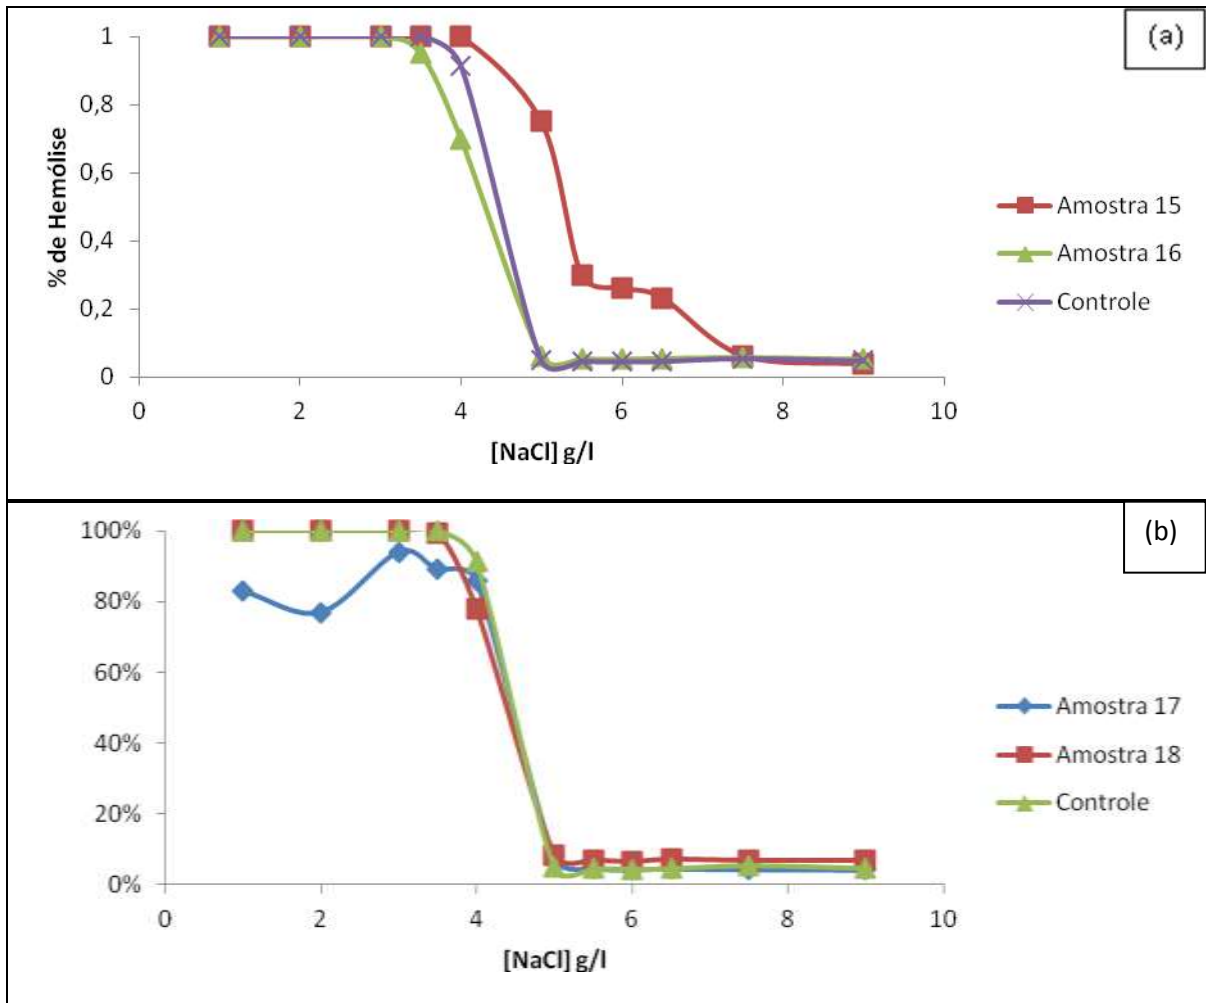 (a)
1
0,8
0,6
0,4
0,2
0
% de Hemólise
0 2 4 6 8 10
[NaCl] g/l
Amostra 15
Amostra 16
Controle
(b)
100%
80%
60%
40%
20%
0%
0 2 4 6 8 10
[NaCl] g/l
Amostra 17
Amostra 18
Controle